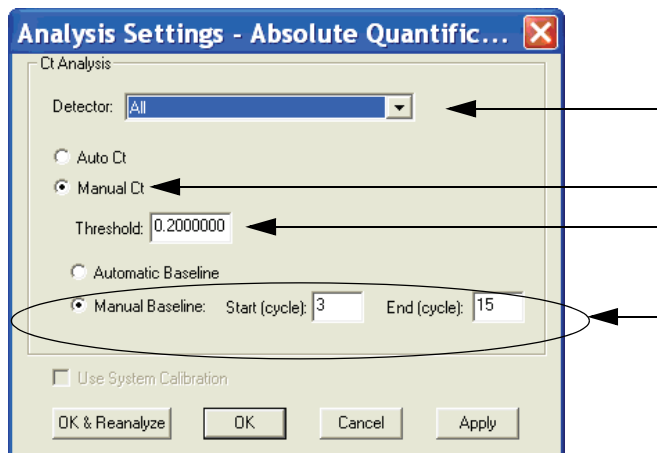 Analysis Settings - Absolute Quantific...
Ct Analysis
Detector: All
Auto Ct
Manual Ct
Threshold: 0.2000000
Automatic Baseline
Manual Baseline: Start (cycle): 3 End (cycle): 15
Use System Calibration
OK & Reanalyze OK Cancel Apply